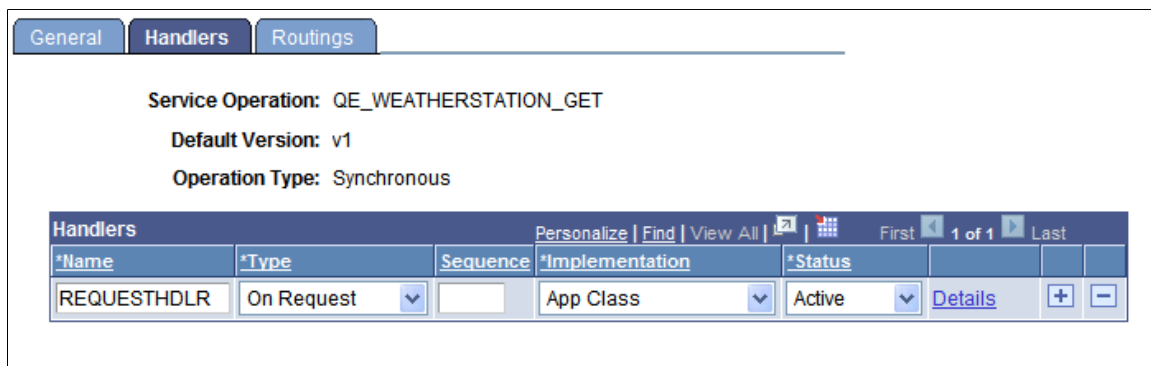 General Handlers Routings
Service Operation: QE_WEATHERSTATION_GET
Default Version: v1
Operation Type: Synchronous
Handlers Personalize | Find | View All | | First 1 of 1 Last
*Name *Type Sequence *Implementation *Status
REQUESTHDLR On Request App Class Active Details + -